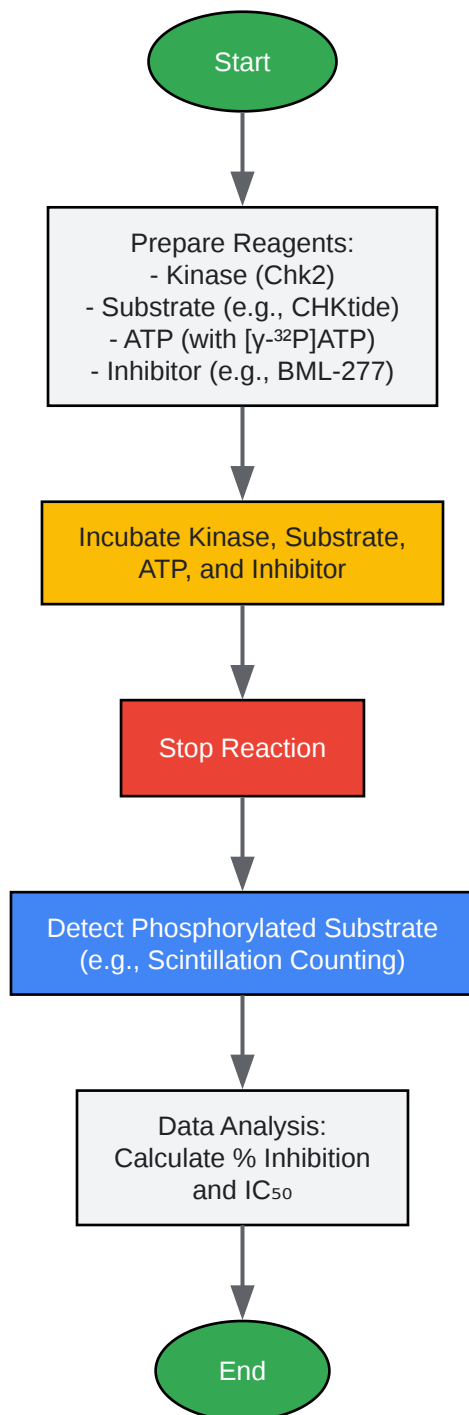 Start
Prepare Reagents:
- Kinase (Chk2)
- Substrate (e.g., CHKtide)
- ATP (with [γ-³²P]ATP)
- Inhibitor (e.g., BML-277)
Incubate Kinase, Substrate,
ATP, and Inhibitor
Stop Reaction
Detect Phosphorylated Substrate
(e.g., Scintillation Counting)
Data Analysis:
Calculate % Inhibition
and IC₅₀
End